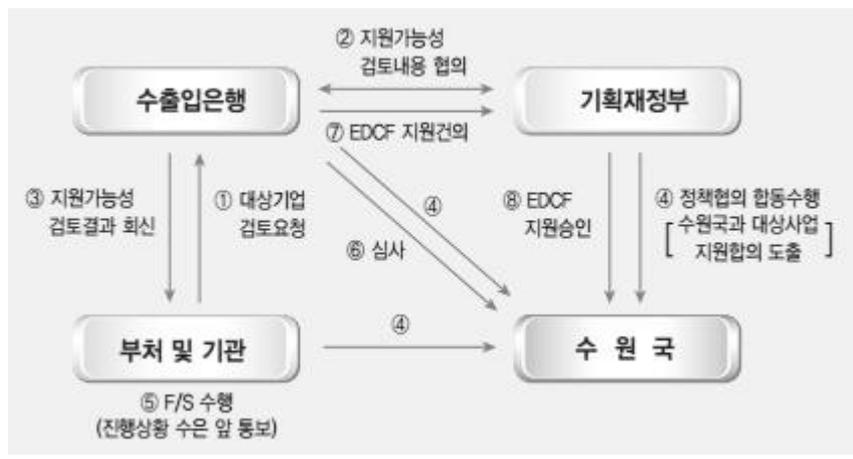 ② 지원가능성
검토내용 협의
수출입은행
기획재정부
⑦ EDCF 지원건의
③ 지원가능성
검토결과 회신
① 대상기업
검토요청
④
⑥ 심사
⑧ EDCF
지원승인
④ 정책협의 합동수행
[수원국과 대상사업
지원합의 도출]
부처 및 기관
④
수 원 국
⑤ F/S 수행
(진행상황 수은 앞 통보)